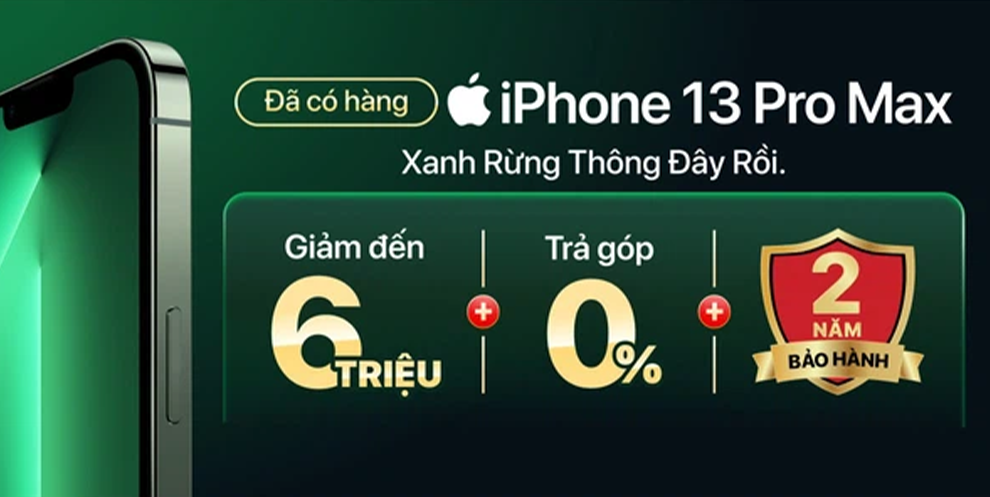 Đã có hàng iPhone 13 Pro Max
Xanh Rừng Thông Đây Rồi.
Giảm đến
6 TRIỆU
+
Trả góp
0%
+
2
NĂM
BẢO HÀNH